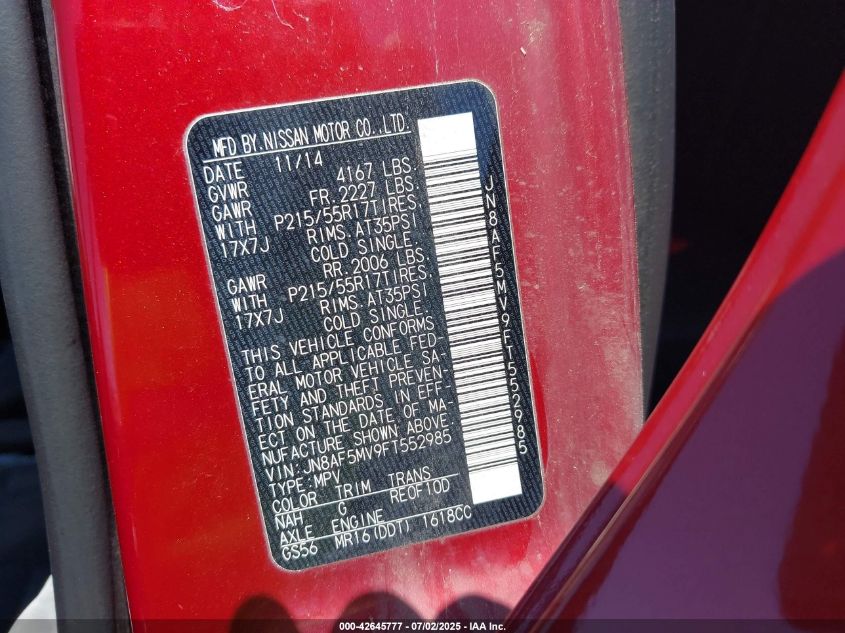 MFD BY.NISSAN MOTOR CO.,LTD.
DATE 11/14
GVWR 4167 LBS.
GAWR FR. 2227 LBS.
WITH P215/55R17TIRES.
17X7J RIMS. AT35PSI
COLD SINGLE.
GAWR RR. 2006 LBS.
WITH P215/55R17TIRES.
17X7J RIMS. AT35PSI
COLD SINGLE.
THIS VEHICLE CONFORMS
TO ALL APPLICABLE FED-
ERAL MOTOR VEHICLE SA-
FETY AND THEFT PREVEN-
TION STANDARDS IN EFF-
ECT ON THE DATE OF MA-
NUFACTURE SHOWN ABOVE.
VIN: JN8AF5MV9FT552985
TYPE: MPV
COLOR TRIM TRANS
NAH G RE0F10D
AXLE ENGINE
GS56 MR16(DDT) 1618CC
JN8AF5MV9FT552985
000-42645777 - 07/02/2025 - IAA Inc.